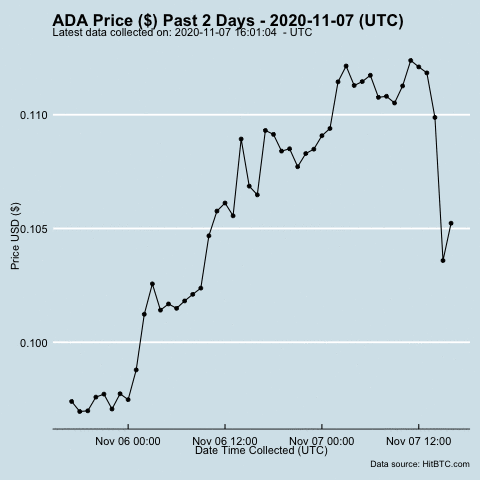 ADA Price ($) Past 2 Days - 2020-11-07 (UTC)
Latest data collected on: 2020-11-07 16:01:04 - UTC
Price USD ($)
0.110
0.105
0.100
Nov 06 00:00 Nov 06 12:00 Nov 07 00:00 Nov 07 12:00
Date Time Collected (UTC)
Data source: HitBTC.com